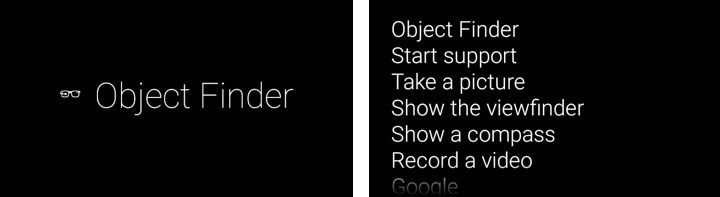 Object Finder
Object Finder
Start support
Take a picture
Show the viewfinder
Show a compass
Record a video
Google